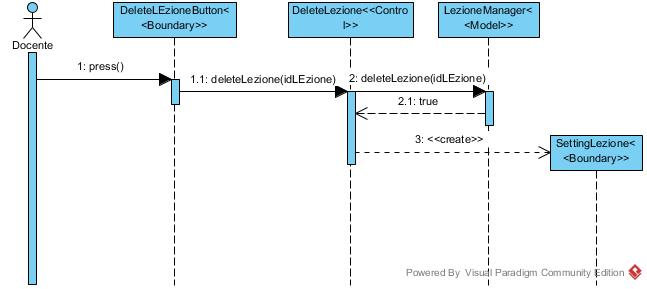 DeleteLEzioneButton<
<Boundary>>
DeleteLezione<<Contro
l>>
LezioneManager<
<Model>>
Docente
1: press()
1.1: deleteLezione(idLEzione)
2: deleteLezione(idLEzione)
2.1: true
3: <<create>>
SettingLezione<
<Boundary>>
Powered By Visual Paradigm Community Edition